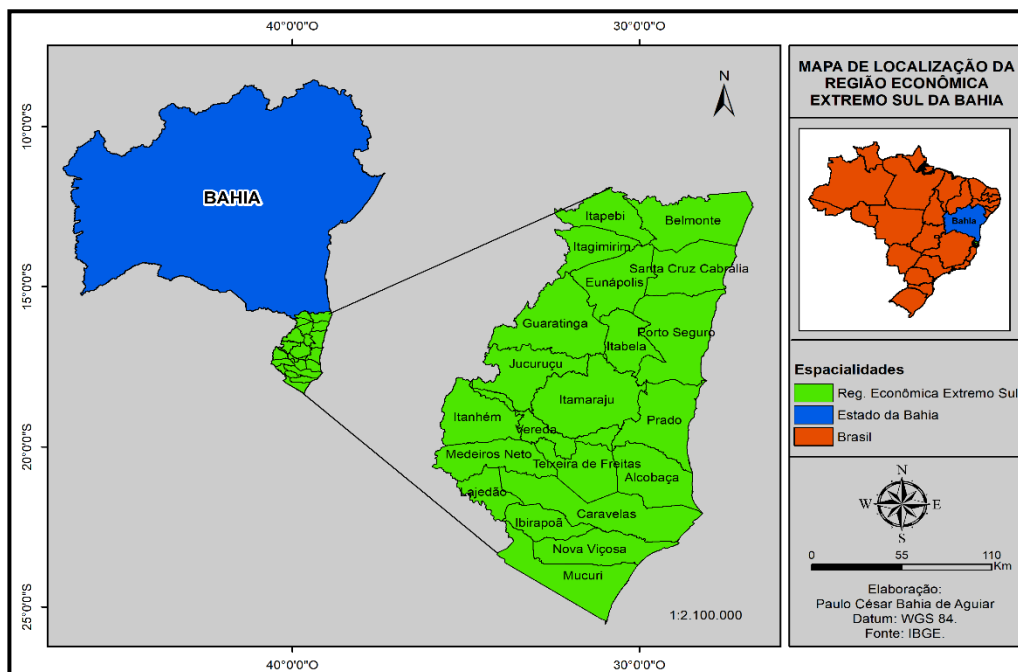 40°0'0"O
30°0'0"O
10°0'0"S
15°0'0"S
20°0'0"S
25°0'0"S
N
BAHIA
Itapebi
Belmonte
Itagimirim
Santa Cruz Cabrália
Eunápolis
Guaratinga
Porto Seguro
Itabela
Jucuruçu
Itamaraju
Itanhém
Prado
Vereda
Medeiros Neto
Teixeira de Freitas
Alcobaça
Lajedão
Caravelas
Ibirapoã
Nova Viçosa
Mucuri
1:2.100.000
40°0'0"O
30°0'0"O
MAPA DE LOCALIZAÇÃO DA
REGIÃO ECONÔMICA
EXTREMO SUL DA BAHIA
Bahia
Espacialidades
Reg. Econômica Extremo Sul
Estado da Bahia
Brasil
N
W E
S
0 55 110
Km
Elaboração:
Paulo César Bahia de Aguiar
Datum: WGS 84.
Fonte: IBGE.